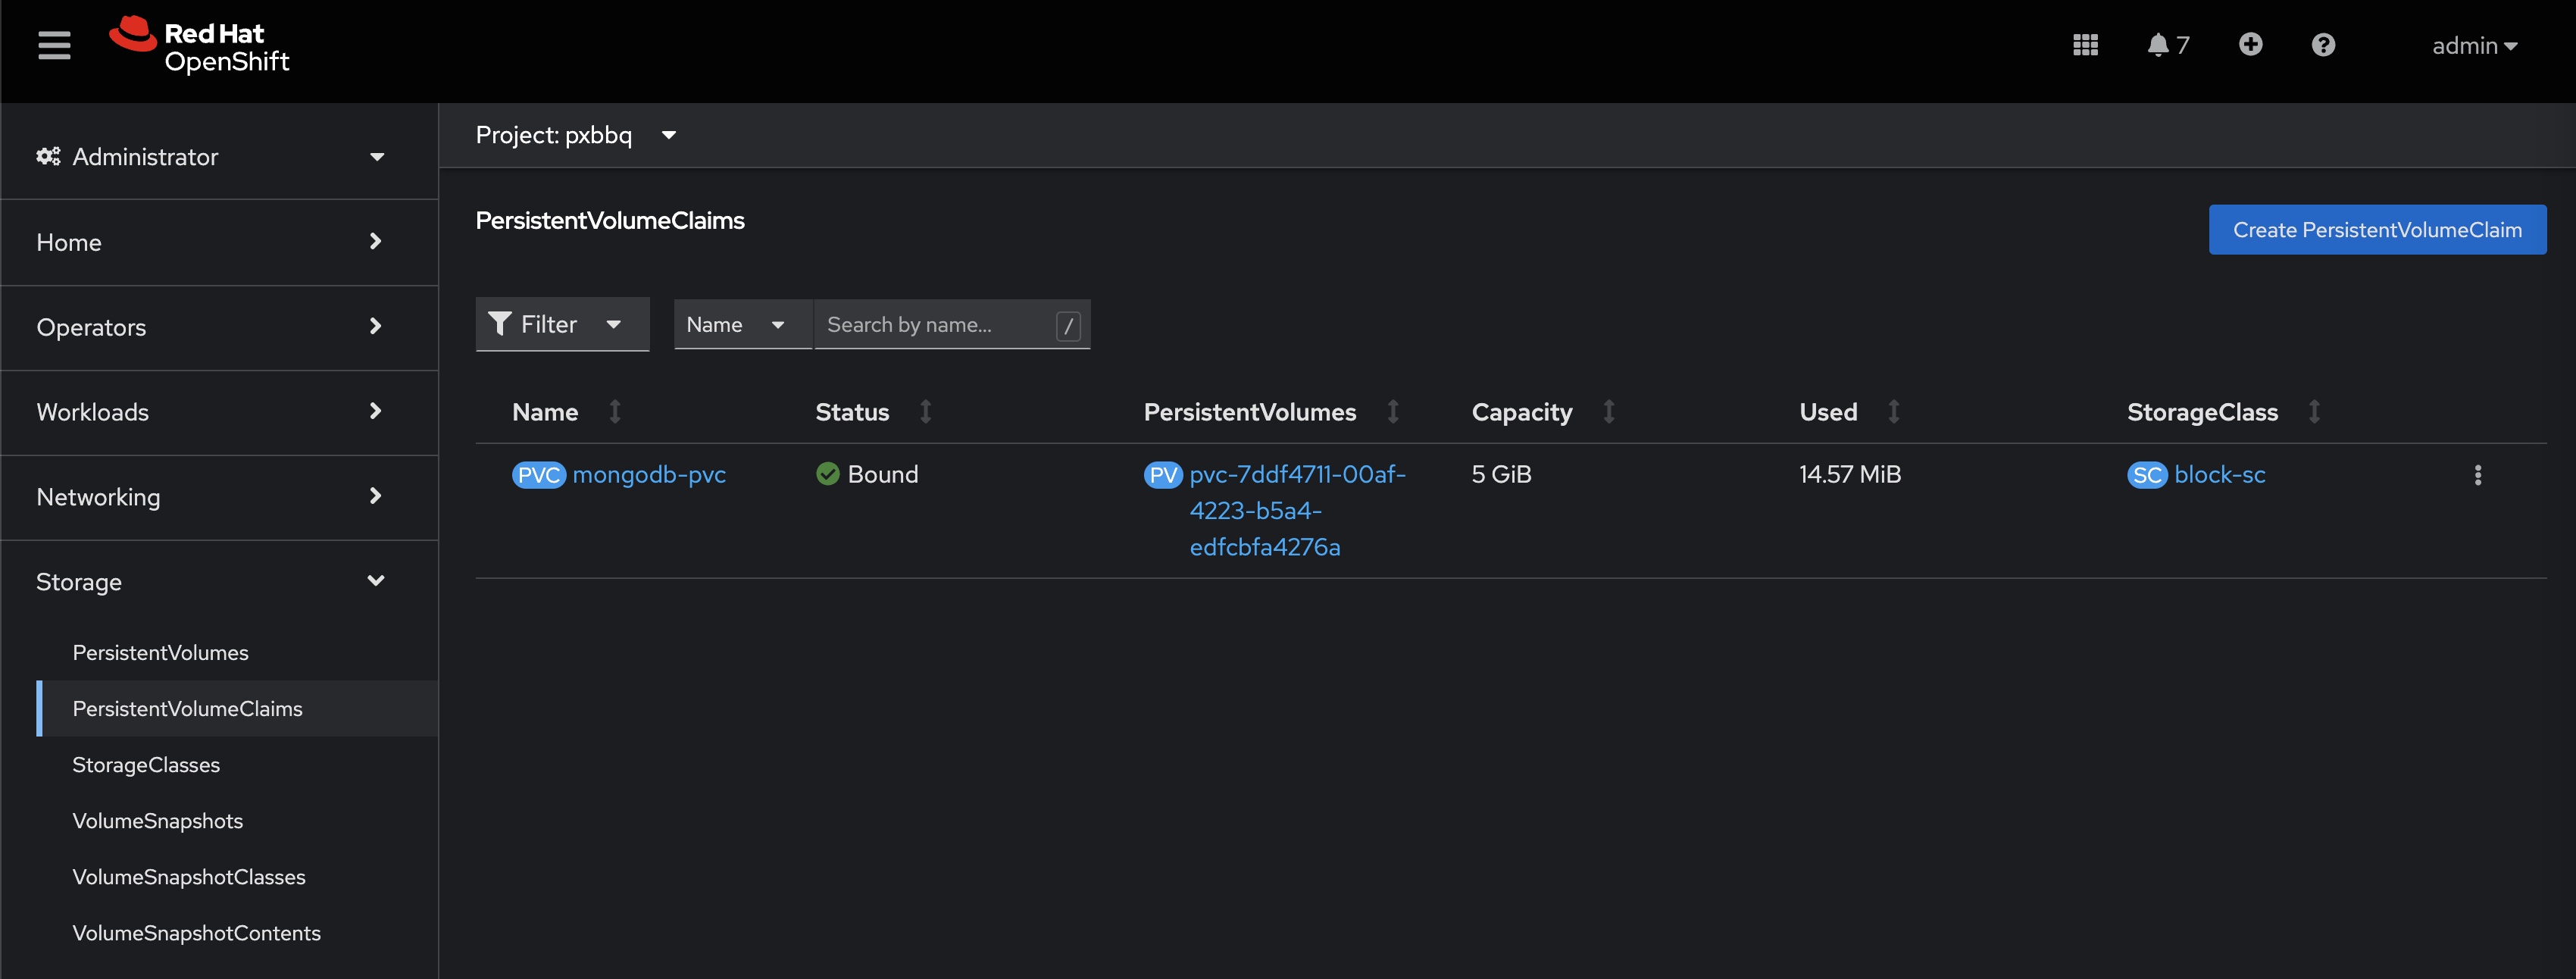 Red Hat
OpenShift
7
admin
Administrator
Project: pxbbq
Home
Operators
Workloads
Networking
Storage
PersistentVolumes
PersistentVolumeClaims
StorageClasses
VolumeSnapshots
VolumeSnapshotClasses
VolumeSnapshotContents
PersistentVolumeClaims
Create PersistentVolumeClaim
Filter
Name
Search by name...
/
Name Status PersistentVolumes Capacity Used StorageClass
PVC mongodb-pvc Bound PV pvc-7ddf4711-00af- 5 GiB 14.57 MiB SC block-sc
4223-b5a4-
edfcbfa4276a